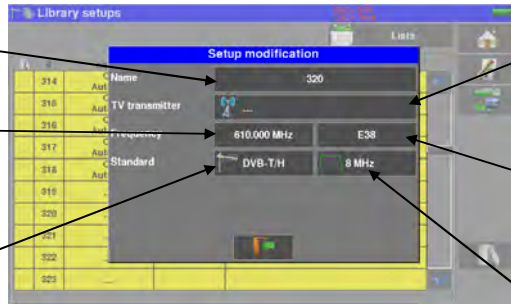 Library setups
Lists
Setup modification
Name 320
TV transmitter ...
Frequency 610.000 MHz E38
Standard DVB-T/H 8 MHz
314
315
316
317
318
319
320
321
322
323